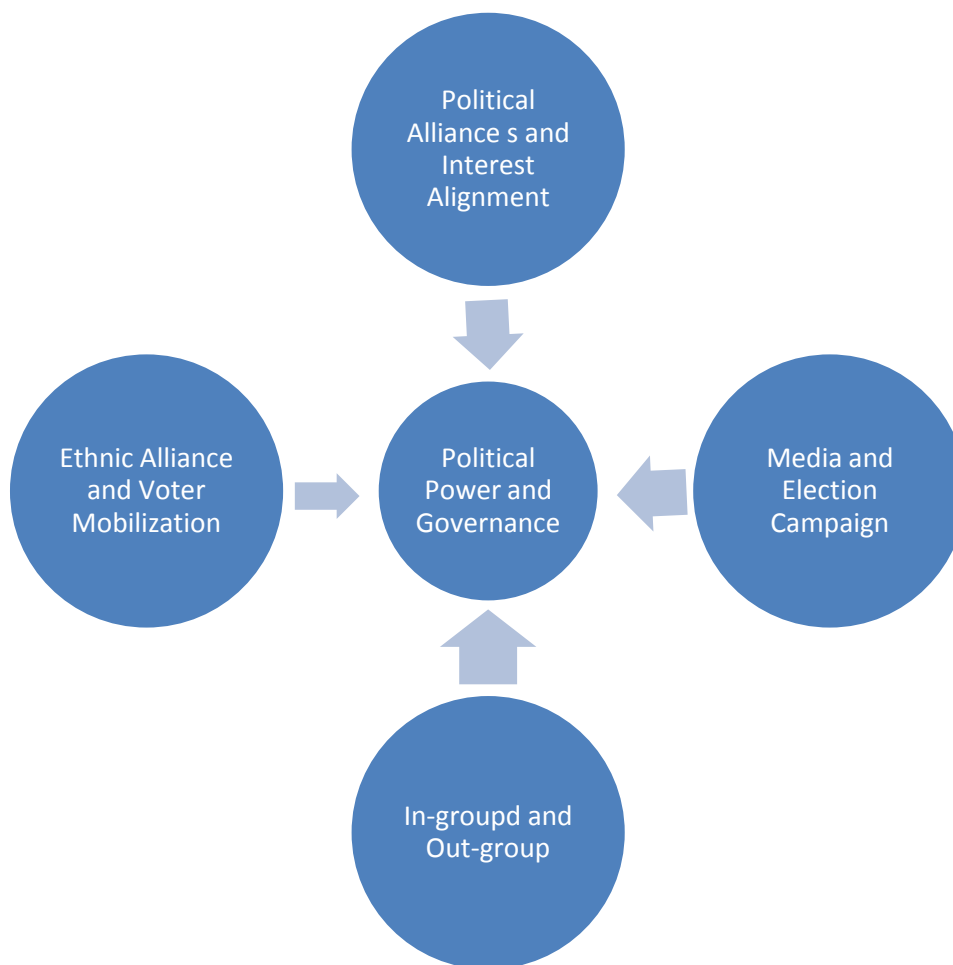 Political
Alliance s and
Interest
Alignment
Ethnic Alliance
and Voter
Mobilization
Political
Power and
Governance
Media and
Election
Campaign
In-groupd and
Out-group